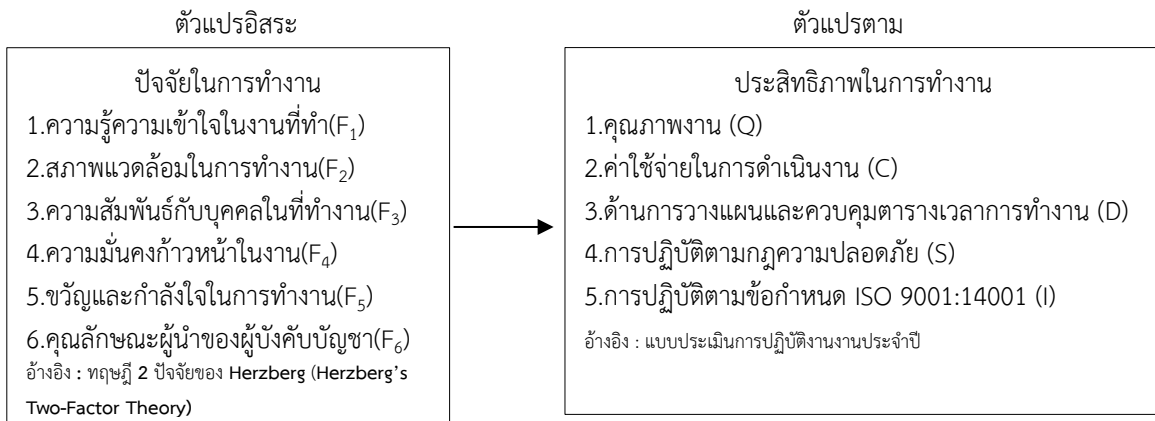 ตัวแปรอิสระ
ปัจจัยในการทำงาน
1.ความรู้ความเข้าใจในงานที่ทำ(F₁)
2.สภาพแวดล้อมในการทำงาน(F₂)
3.ความสัมพันธ์กับบุคคลในที่ทำงาน(F₃)
4.ความมั่นคงก้าวหน้าในงาน(F₄)
5.ขวัญและกำลังใจในการทำงาน(F₅)
6.คุณลักษณะผู้นำของผู้บังคับบัญชา(F₆)
อ้างอิง : ทฤษฎี 2 ปัจจัยของ Herzberg (Herzberg’s
Two-Factor Theory)
ตัวแปรตาม
ประสิทธิภาพในการทำงาน
1.คุณภาพงาน (Q)
2.ค่าใช้จ่ายในการดำเนินงาน (C)
3.ด้านการวางแผนและควบคุมตารางเวลาการทำงาน (D)
4.การปฏิบัติตามกฎความปลอดภัย (S)
5.การปฏิบัติตามข้อกำหนด ISO 9001:14001 (I)
อ้างอิง : แบบประเมินการปฏิบัติงานงานประจำปี